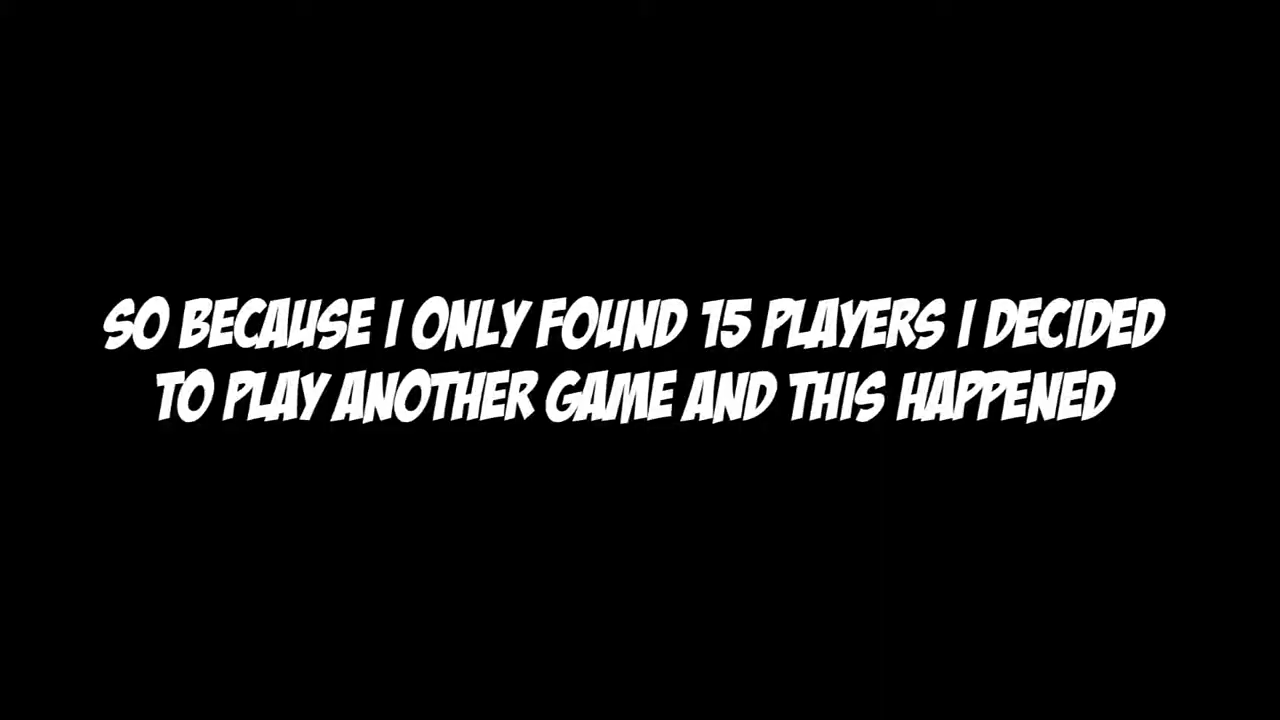 SO BECAUSE I ONLY FOUND 15 PLAYERS I DECIDED
TO PLAY ANOTHER GAME AND THIS HAPPENED